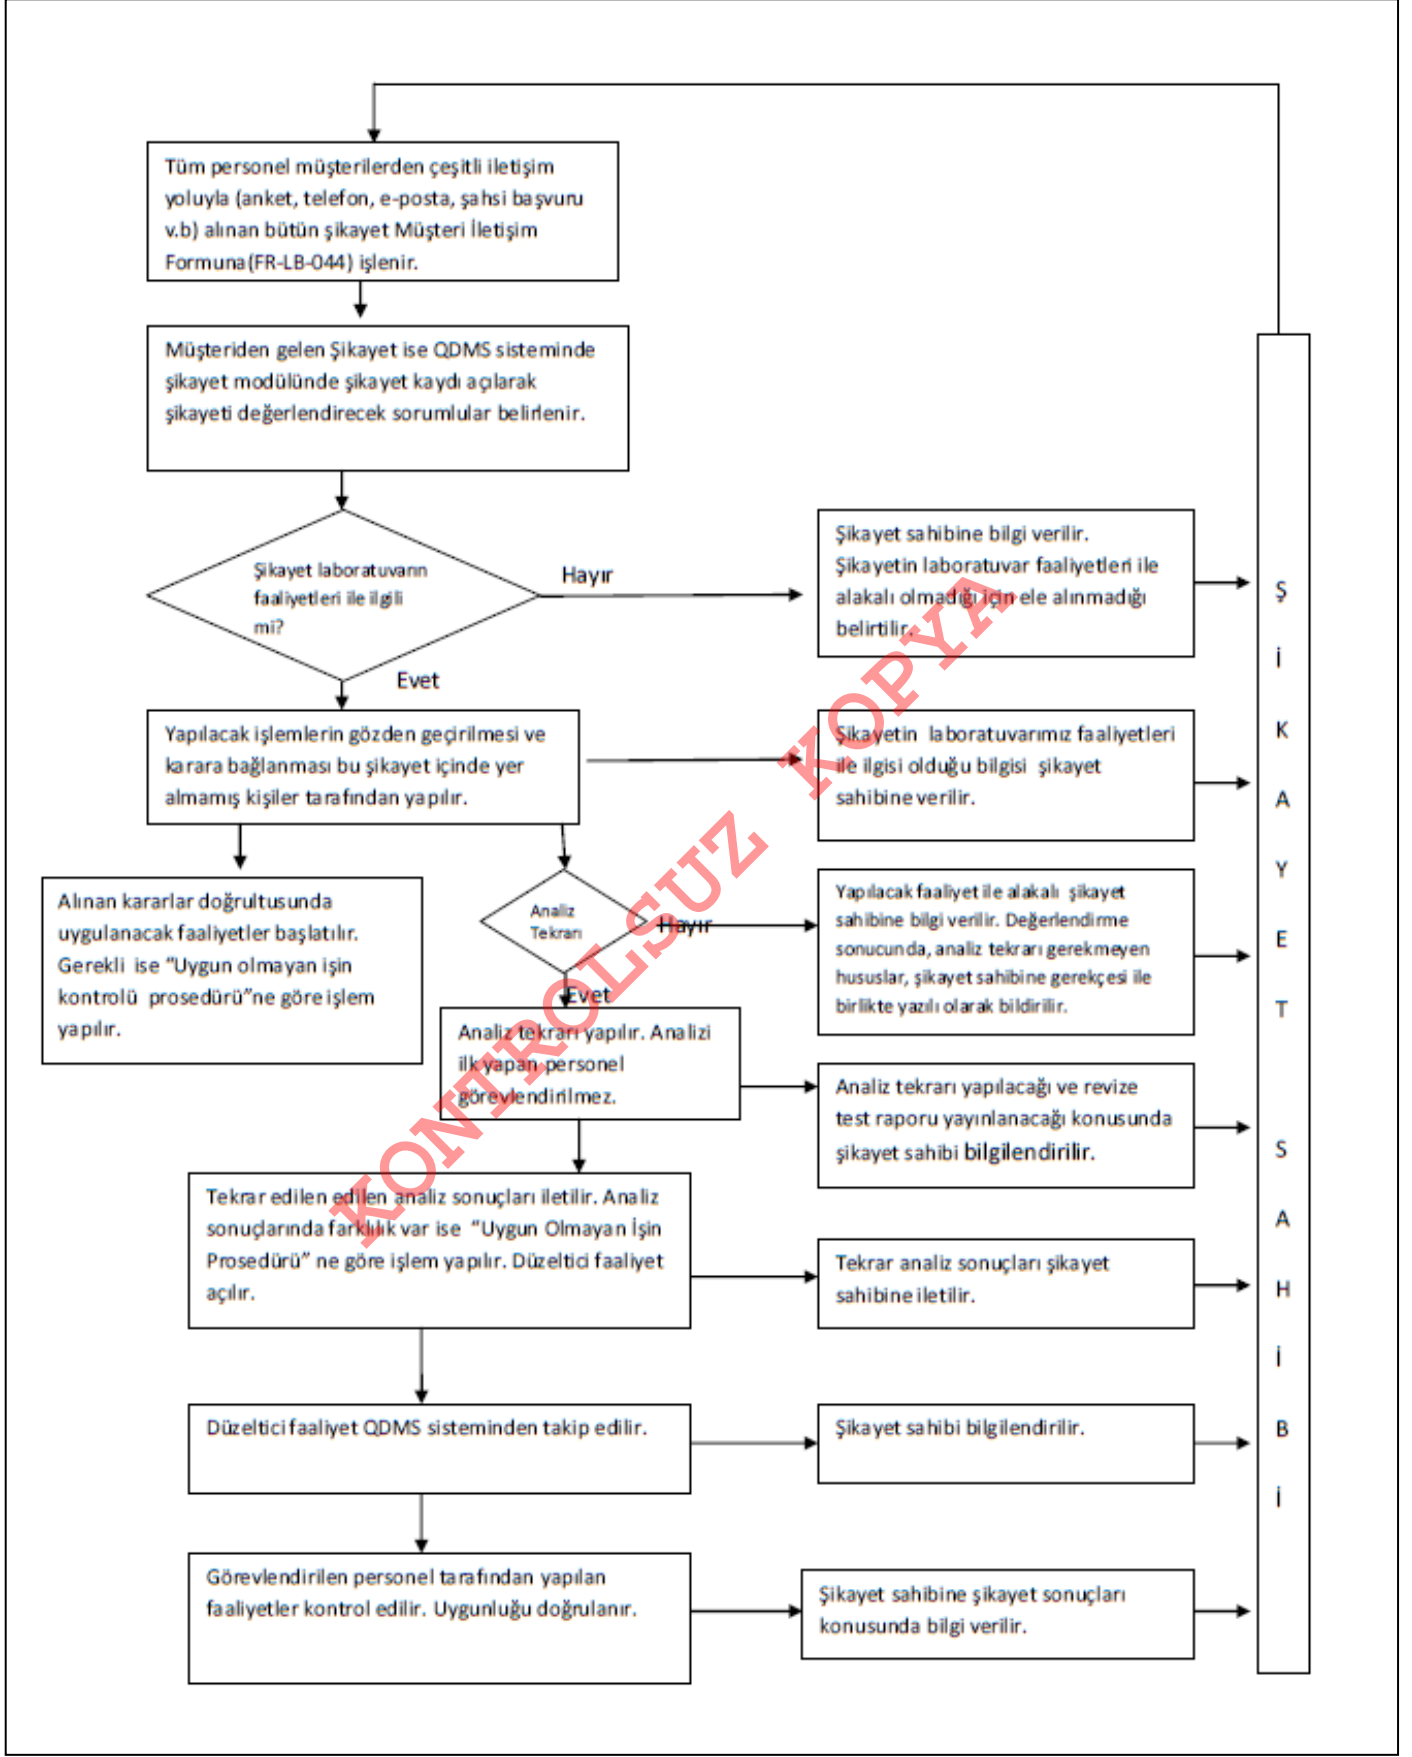 Tüm personel müşterilerden çeşitli iletişim
yoluyla (anket, telefon, e-posta, şahsi başvuru
v.b) alınan bütün şikayet Müşteri İletişim
Formuna(FR-LB-044) işlenir.
Müşteriden gelen Şikayet ise QDMS sisteminde
şikayet modülünde şikayet kaydı açılarak
şikayeti değerlendirecek sorumlular belirlenir.
Şikayet laboratuvarın
faaliyetleri ile ilgili
mi?
Hayır
Şikayet sahibine bilgi verilir.
Şikayetin laboratuvar faaliyetleri ile
alakalı olmadığı için ele alınmadığı
belirtilir.
Evet
Yapılacak işlemlerin gözden geçirilmesi ve
karara bağlanması bu şikayet içinde yer
almamış kişiler tarafından yapılır.
Şikayetin laboratuvarımız faaliyetleri
ile ilgisi olduğu bilgisi şikayet
sahibine verilir.
Alınan kararlar doğrultusunda
uygulanacak faaliyetler başlatılır.
Gerekli ise “Uygun olmayan işin
kontrolü prosedürü”ne göre işlem
yapılır.
Analiz
Tekrarı
Hayır
Yapılacak faaliyet ile alakalı şikayet
sahibine bilgi verilir. Değerlendirme
sonucunda, analiz tekrarı gerekmeyen
hususlar, şikayet sahibine gerekçesi ile
birlikte yazılı olarak bildirilir.
Evet
Analiz tekrarı yapılır. Analizi
ilk yapan personel
görevlendirilmez.
Analiz tekrarı yapılacağı ve revize
test raporu yayınlanacağı konusunda
şikayet sahibi bilgilendirilir.
Tekrar edilen edilen analiz sonuçları iletilir. Analiz
sonuçlarında farklılık var ise “Uygun Olmayan İşin
Prosedürü” ne göre işlem yapılır. Düzeltici faaliyet
açılır.
Tekrar analiz sonuçları şikayet
sahibine iletilir.
Düzeltici faaliyet QDMS sisteminden takip edilir.
Şikayet sahibi bilgilendirilir.
Görevlendirilen personel tarafından yapılan
faaliyetler kontrol edilir. Uygunluğu doğrulanır.
Şikayet sahibine şikayet sonuçları
konusunda bilgi verilir.
Ş
İ
K
A
Y
E
T
S
A
H
İ
B
İ
KONTROLSUZ KOPYA